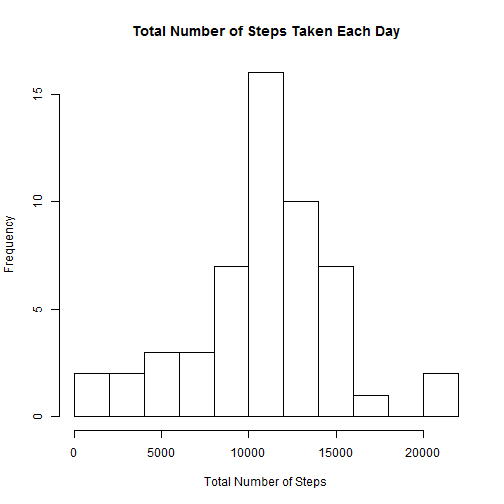 Total Number of Steps Taken Each Day
Frequency
15
10
5
0
0 5000 10000 15000 20000
Total Number of Steps